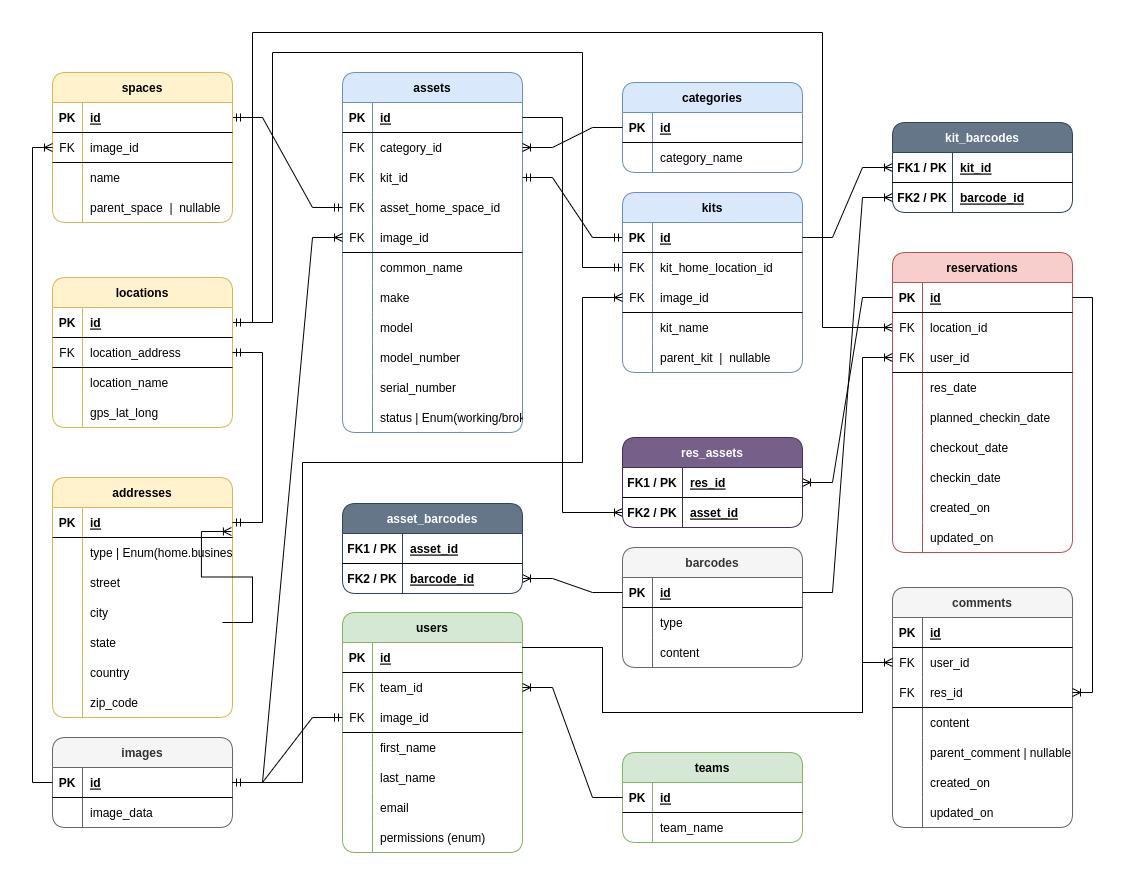 spaces
PK id
FK image_id
name
parent_space | nullable
locations
PK id
FK location_address
location_name
gps_lat_long
addresses
PK id
type | Enum(home.busines
street
city
state
country
zip_code
images
PK id
image_data
assets
PK id
FK category_id
FK kit_id
FK asset_home_space_id
FK image_id
common_name
make
model
model_number
serial_number
status | Enum(working/brok
asset_barcodes
FK1 / PK asset_id
FK2 / PK barcode_id
users
PK id
FK team_id
FK image_id
first_name
last_name
email
permissions (enum)
categories
PK id
category_name
kits
PK id
FK kit_home_location_id
FK image_id
kit_name
parent_kit | nullable
res_assets
FK1 / PK res_id
FK2 / PK asset_id
barcodes
PK id
type
content
teams
PK id
team_name
kit_barcodes
FK1 / PK kit_id
FK2 / PK barcode_id
reservations
PK id
FK location_id
FK user_id
res_date
planned_checkin_date
checkout_date
checkin_date
created_on
updated_on
comments
PK id
FK user_id
FK res_id
content
parent_comment | nullable
created_on
updated_on